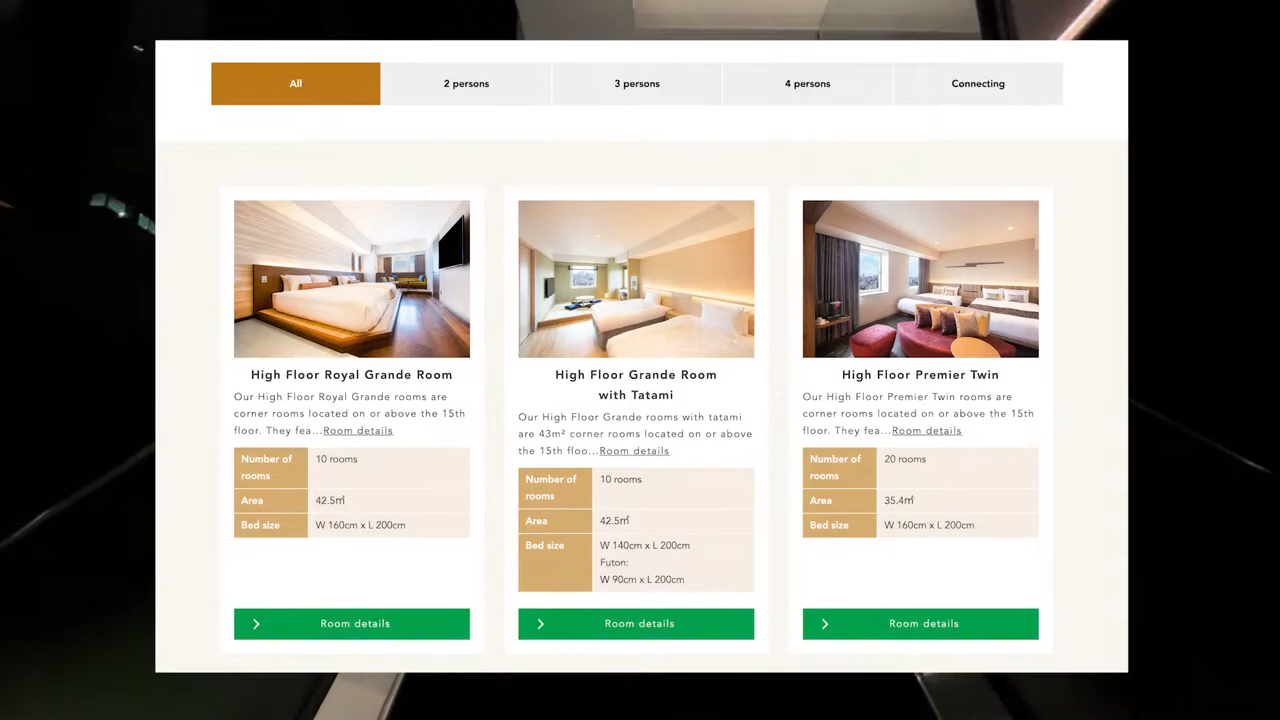 All
2 persons
3 persons
4 persons
Connecting
High Floor Royal Grande Room
Our High Floor Royal Grande rooms are
corner rooms located on or above the 15th
floor. They fea...Room details
Number of
rooms
10 rooms
Area
42.5㎡
Bed size
W 160cm x L 200cm
Room details
High Floor Grande Room
with Tatami
Our High Floor Grande rooms with tatami
are 43m² corner rooms located on or above
the 15th floo...Room details
Number of
rooms
10 rooms
Area
42.5㎡
Bed size
W 140cm x L 200cm
Futon:
W 90cm x L 200cm
Room details
High Floor Premier Twin
Our High Floor Premier Twin rooms are
corner rooms located on or above the 15th
floor. They fea...Room details
Number of
rooms
20 rooms
Area
35.4㎡
Bed size
W 160cm x L 200cm
Room details